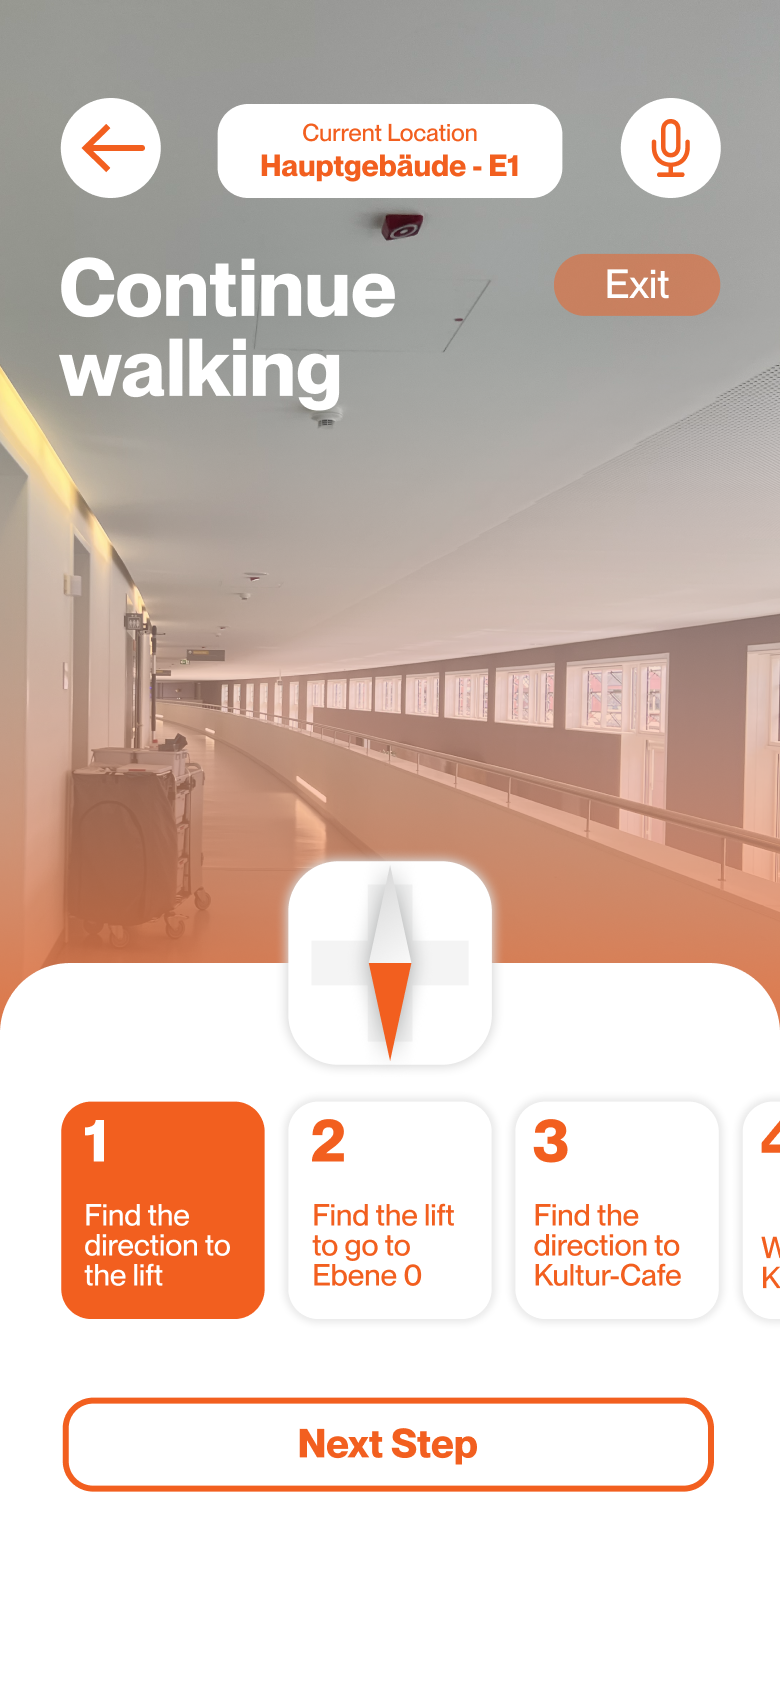 Current Location
Hauptgebäude - E1
Continue
walking
Exit
1
Find the
direction to
the lift
2
Find the lift
to go to
Ebene 0
3
Find the
direction to
Kultur-Cafe
4
Next Step